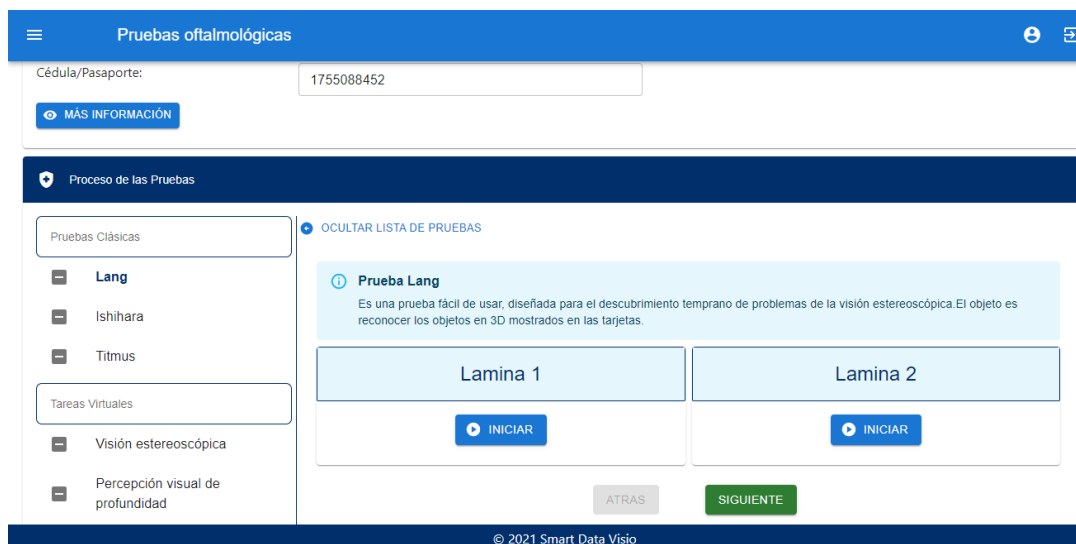 Pruebas oftalmológicas
Cédula/Pasaporte:
1755088452
MÁS INFORMACIÓN
Proceso de las Pruebas
Pruebas Clásicas
Lang
Ishihara
Titmus
Tareas Virtuales
Visión estereoscópica
Percepción visual de
profundidad
OCULTAR LISTA DE PRUEBAS
Prueba Lang
Es una prueba fácil de usar, diseñada para el descubrimiento temprano de problemas de la visión estereoscópica.El objeto es
reconocer los objetos en 3D mostrados en las tarjetas.
Lamina 1
INICIAR
Lamina 2
INICIAR
ATRAS
SIGUIENTE
© 2021 Smart Data Visio